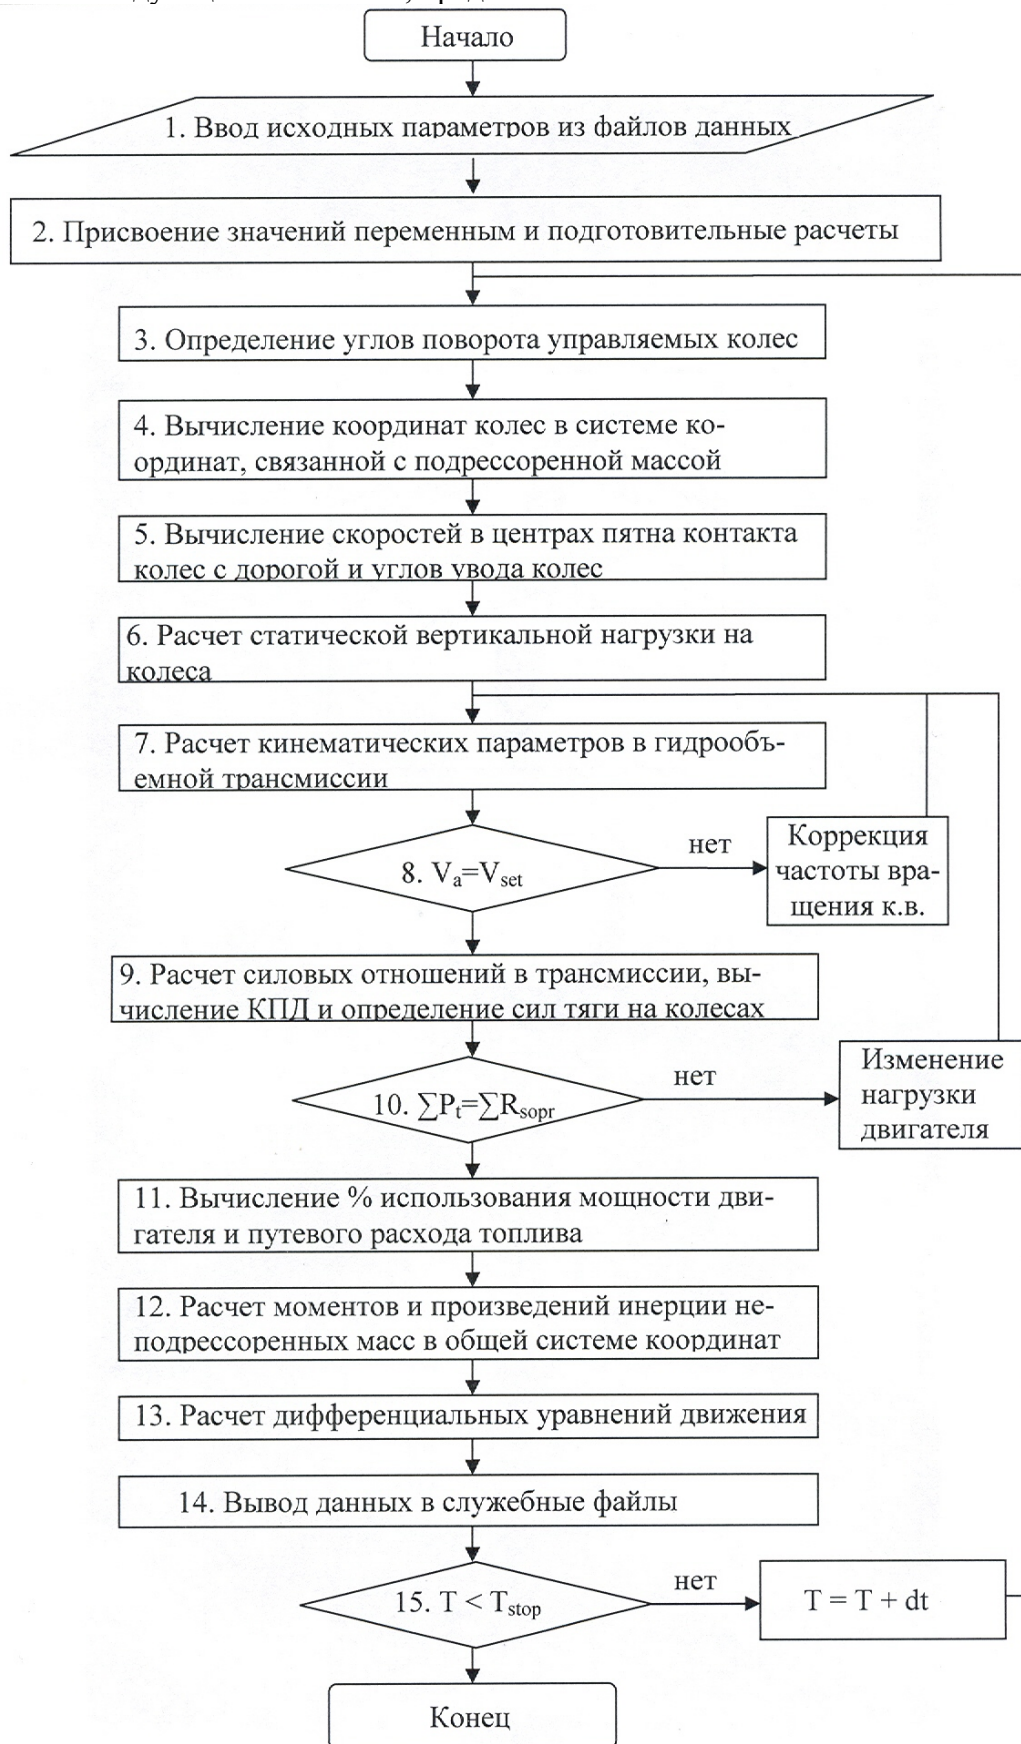 Начало
1. Ввод исходных параметров из файлов данных
2. Присвоение значений переменным и подготовительные расчеты
3. Определение углов поворота управляемых колес
4. Вычисление координат колес в системе ко-
ординат, связанной с подрессоренной массой
5. Вычисление скоростей в центрах пятна контакта
колес с дорогой и углов увода колес
6. Расчет статической вертикальной нагрузки на
колеса
7. Расчет кинематических параметров в гидрообъ-
емной трансмиссии
8. Va=Vset
нет
Коррекция
частоты вра-
щения к.в.
9. Расчет силовых отношений в трансмиссии, вы-
числение КПД и определение сил тяги на колесах
10. ∑Pt=∑Rsopr
нет
Изменение
нагрузки
двигателя
11. Вычисление % использования мощности дви-
гателя и путевого расхода топлива
12. Расчет моментов и произведений инерции не-
подрессоренных масс в общей системе координат
13. Расчет дифференциальных уравнений движения
14. Вывод данных в служебные файлы
15. T < Tstop
нет
T = T + dt
Конец